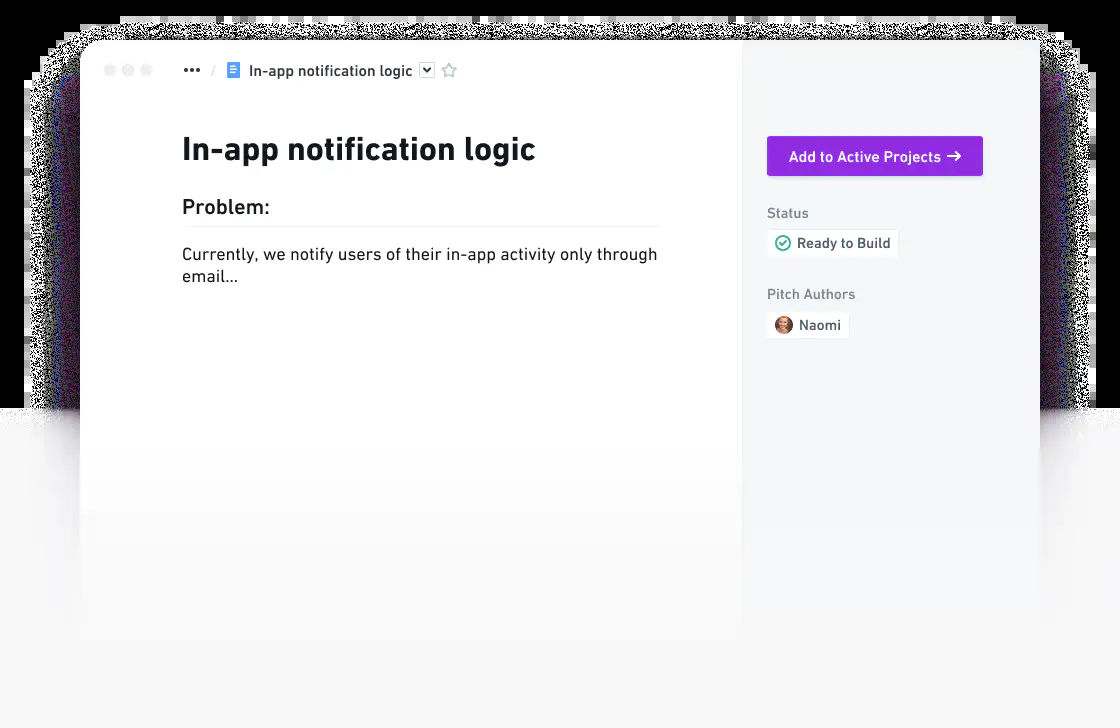 ••• / In-app notification logic
In-app notification logic
Problem:
Currently, we notify users of their in-app activity only through
email...
Add to Active Projects →
Status
Ready to Build
Pitch Authors
Naomi